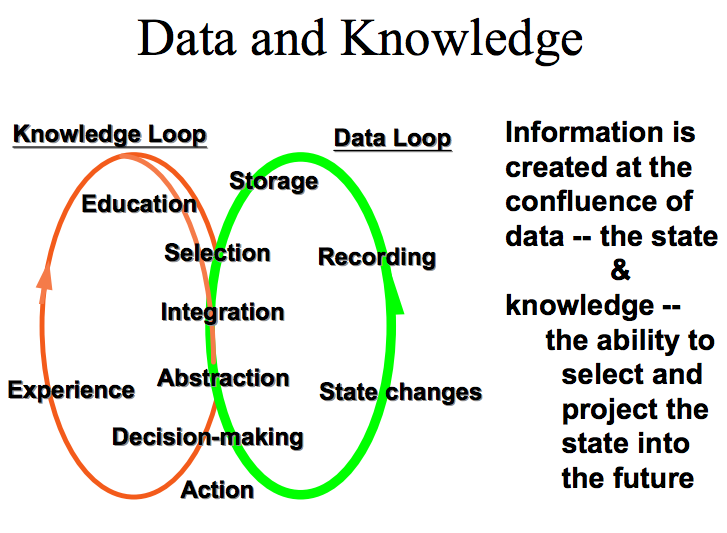 Data and Knowledge
Knowledge Loop
Data Loop
Storage
Education
Selection
Recording
Integration
Abstraction
Experience
State changes
Decision-making
Action
Information is
created at the
confluence of
data -- the state
&
knowledge --
the ability to
select and
project the
state into
the future